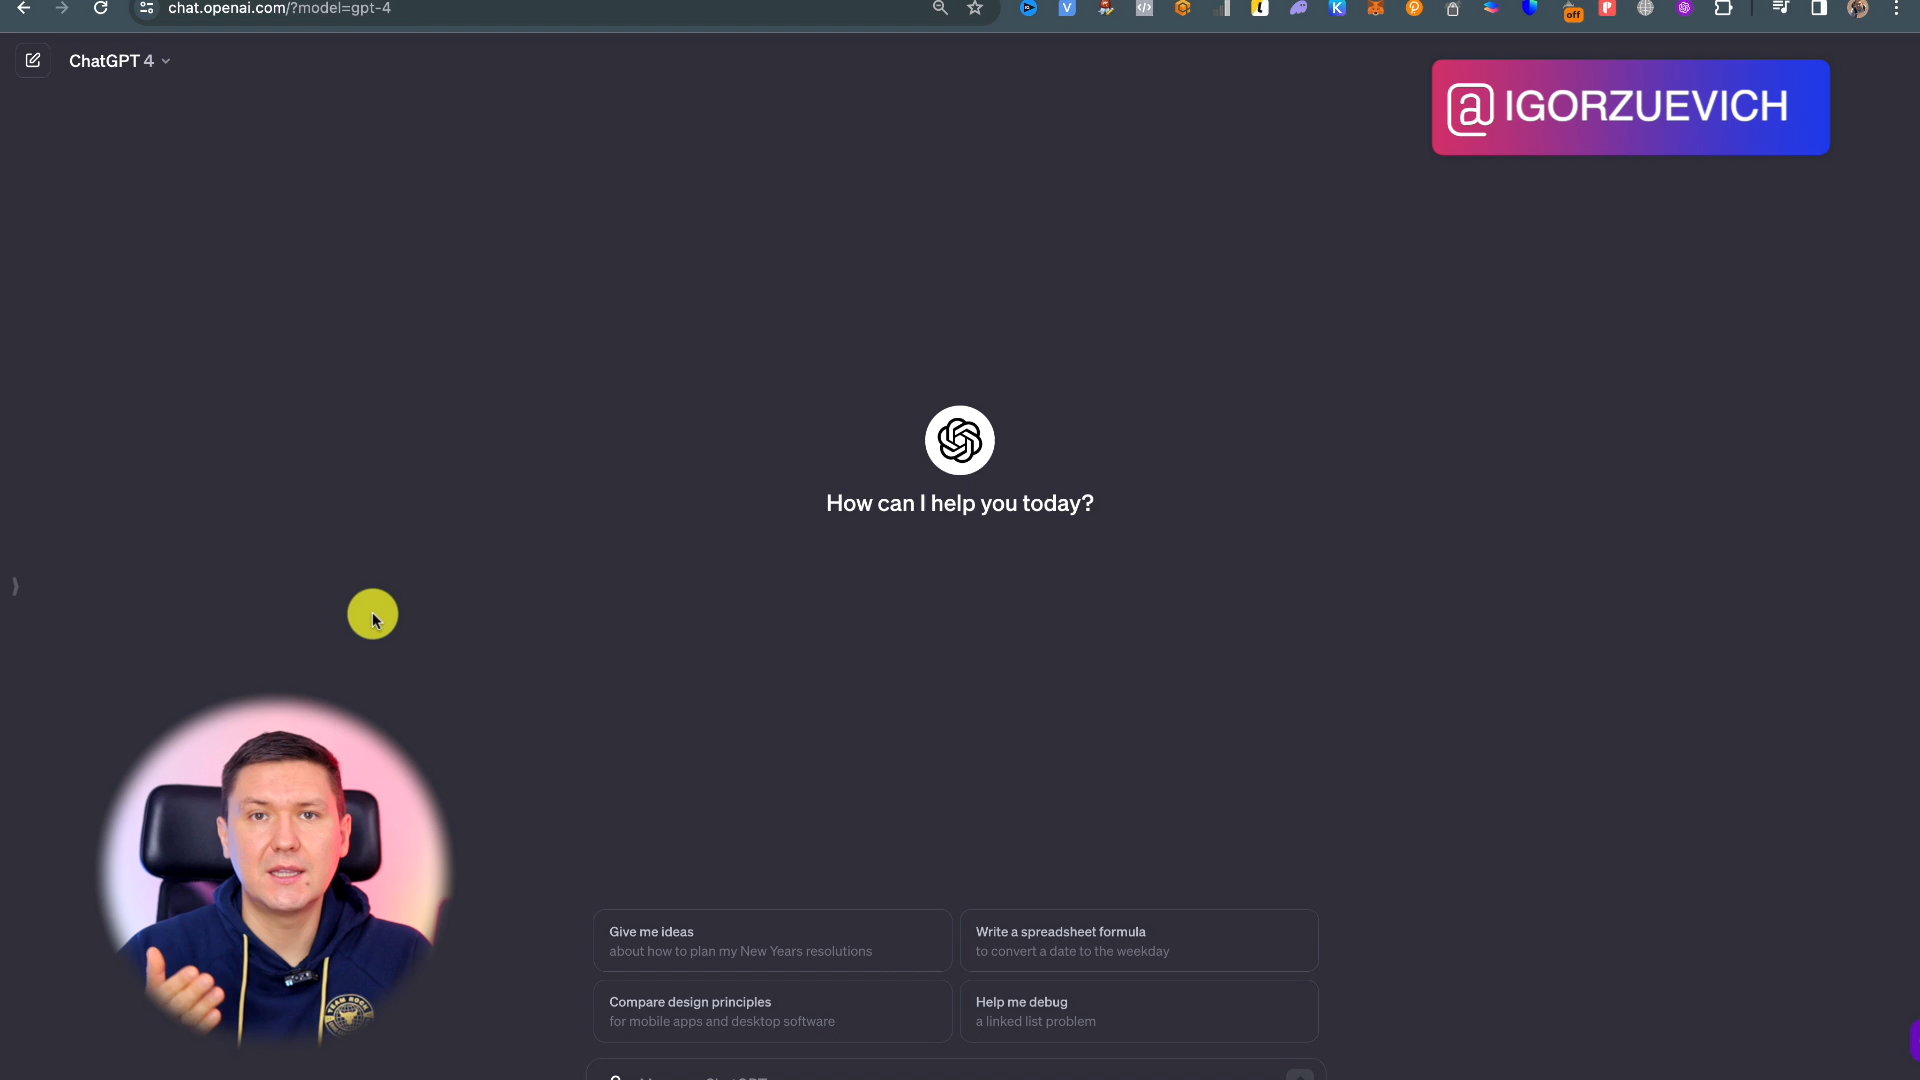 chat.openai.com/?model=gpt-4
off
ChatGPT 4
@IGORZUEVICH
How can I help you today?
Give me ideas
about how to plan my New Years resolutions
Write a spreadsheet formula
to convert a date to the weekday
Compare design principles
for mobile apps and desktop software
Help me debug
a linked list problem